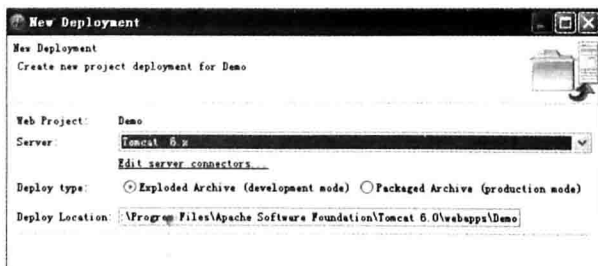 New Deployment
New Deployment
Create new project deployment for Demo
Web Project: Demo
Server: Tomcat 6.x
Edit server connectors...
Deploy type: Exploded Archive (development mode) Packaged Archive (production mode)
Deploy Location: :\Program Files\Apache Software Foundation\Tomcat 6.0\webapps\Demo